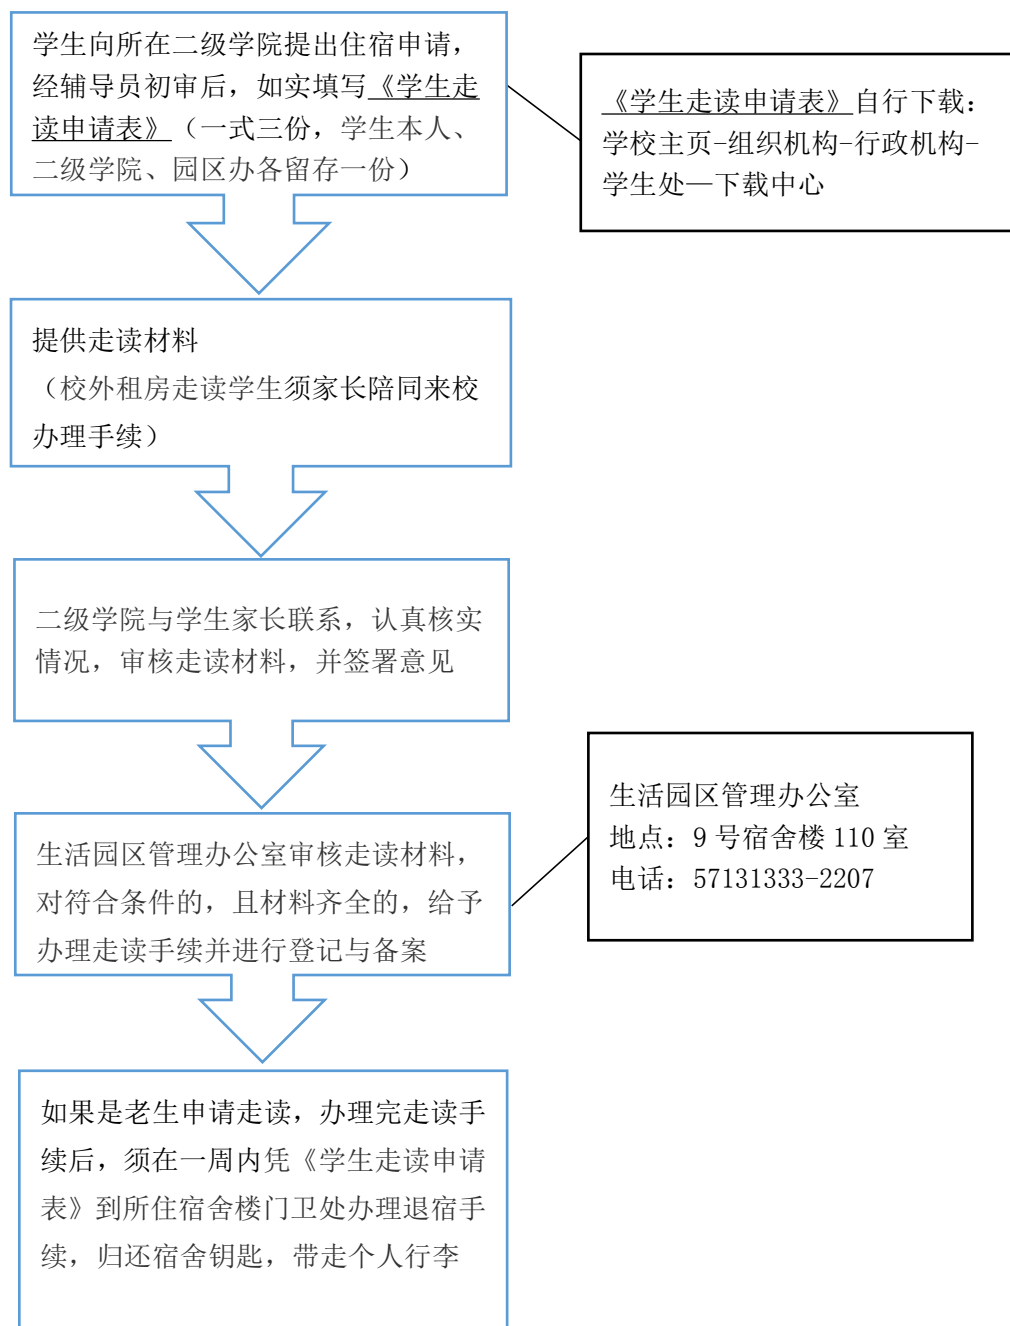 学生向所在二级学院提出住宿申请，
经辅导员初审后，如实填写《学生走
读申请表》（一式三份，学生本人、
二级学院、园区办各留存一份）
《学生走读申请表》自行下载：
学校主页-组织机构-行政机构-
学生处—下载中心
提供走读材料
（校外租房走读学生须家长陪同来校
办理手续）
二级学院与学生家长联系，认真核实
情况，审核走读材料，并签署意见
生活园区管理办公室审核走读材料，
对符合条件的，且材料齐全的，给予
办理走读手续并进行登记与备案
生活园区管理办公室
地点：9 号宿舍楼 110 室
电话：57131333-2207
如果是老生申请走读，办理完走读手
续后，须在一周内凭《学生走读申请
表》到所住宿舍楼门卫处办理退宿手
续，归还宿舍钥匙，带走个人行李